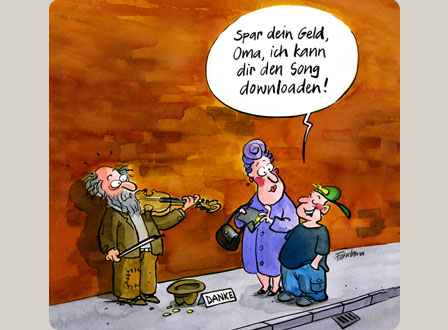 Spar dein Geld,
Oma, ich kann
dir den Song
downloaden!
DANKE